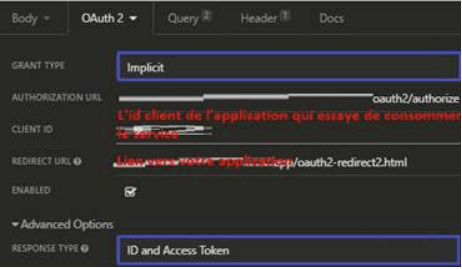 Body OAuth 2 Query 2 Header 11 Docs
GRANT TYPE Implicit
AUTHORIZATION URL oauth2/authorize
L'id client de l'application qui essaye de consommer
CLIENT ID le service
REDIRECT URL Lien vers votre application app/oauth2-redirect2.html
ENABLED
Advanced Options
RESPONSE TYPE ID and Access Token